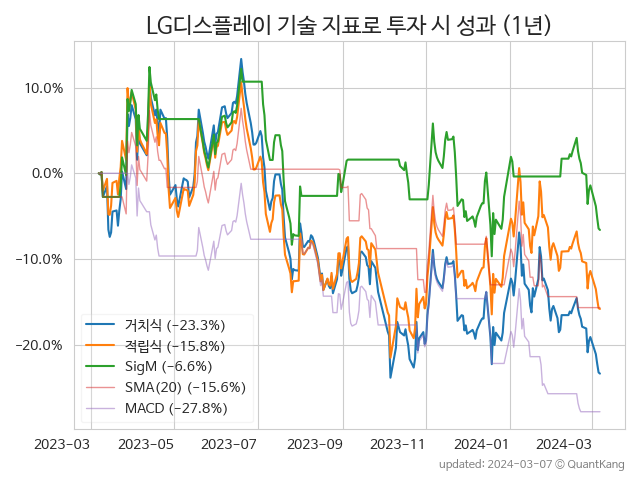 LG디스플레이 기술 지표로 투자 시 성과 (1년)
10.0%
0.0%
−10.0%
−20.0%
거치식 (−23.3%)
적립식 (−15.8%)
SigM (−6.6%)
SMA(20) (−15.6%)
MACD (−27.8%)
2023-03 2023-05 2023-07 2023-09 2023-11 2024-01 2024-03
updated: 2024-03-07 © QuantKang